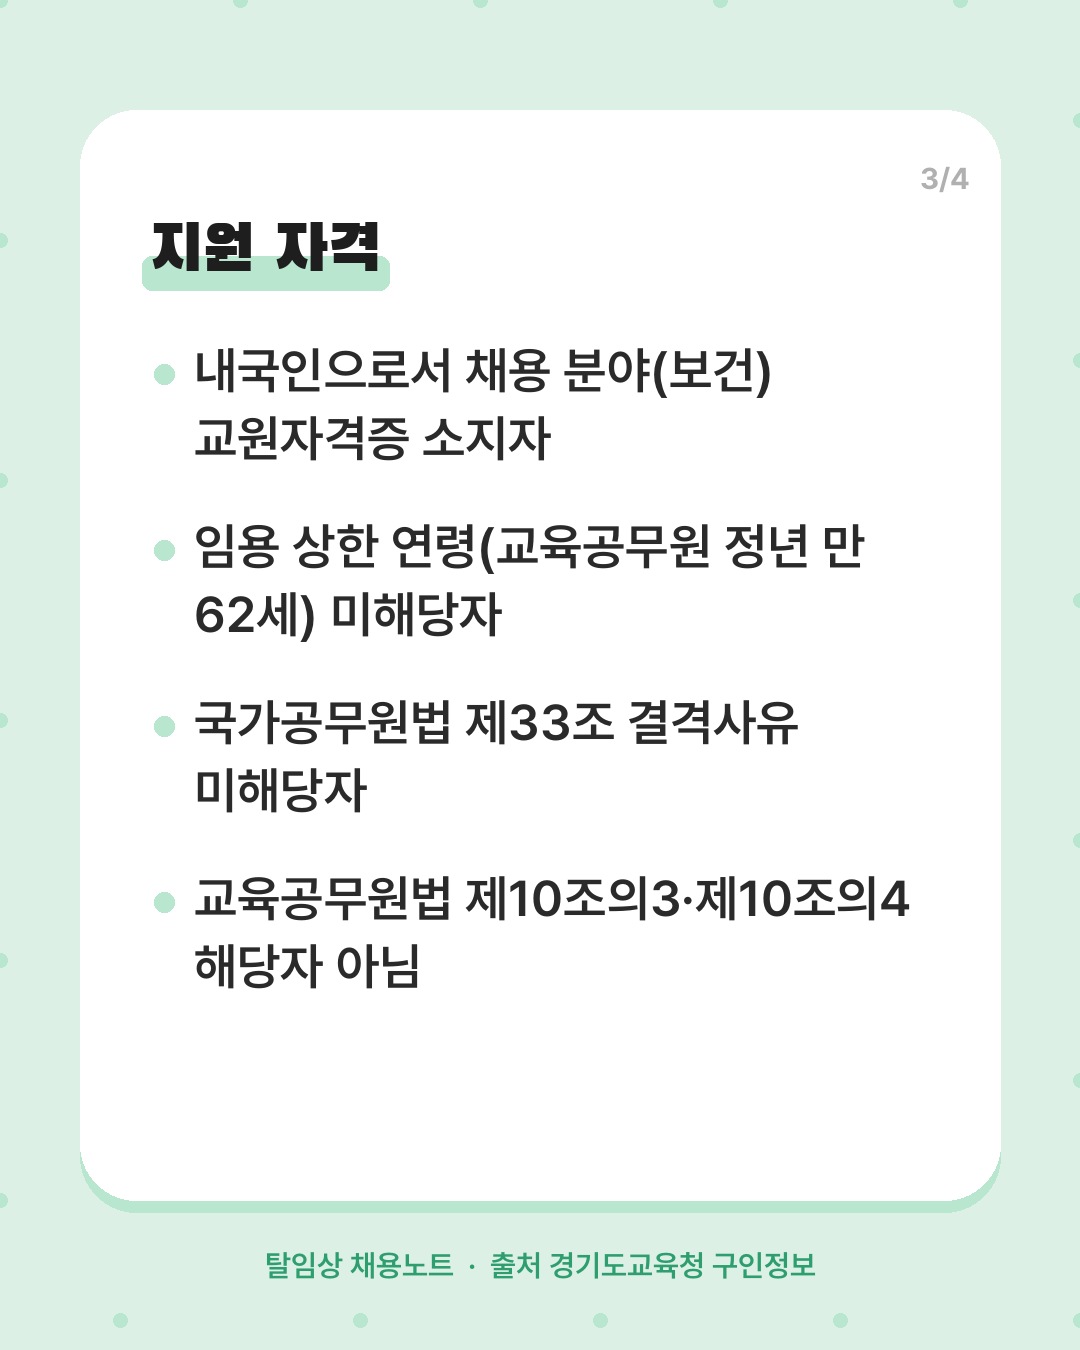 3/4
지원 자격
내국인으로서 채용 분야(보건)
교원자격증 소지자
임용 상한 연령(교육공무원 정년 만
62세) 미해당자
국가공무원법 제33조 결격사유
미해당자
교육공무원법 제10조의3·제10조의4
해당자 아님
탈임상 채용노트 · 출처 경기도교육청 구인정보